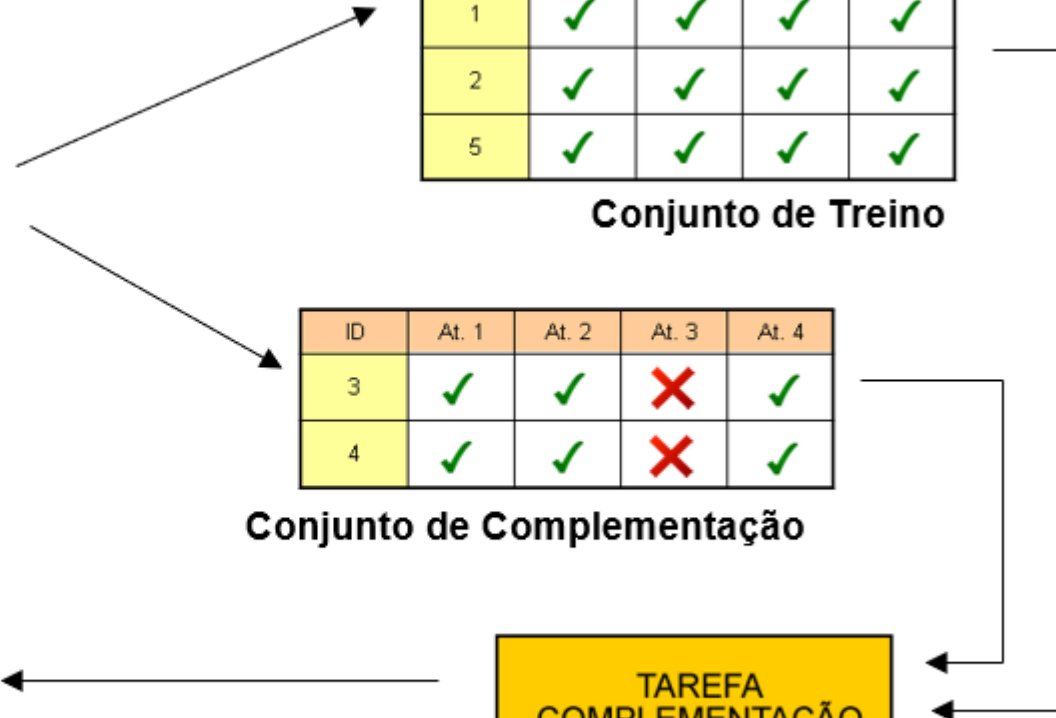 1
2
5
Conjunto de Treino
ID At. 1 At. 2 At. 3 At. 4
3
4
Conjunto de Complementação
TAREFA
COMPLEMENTAÇÃO